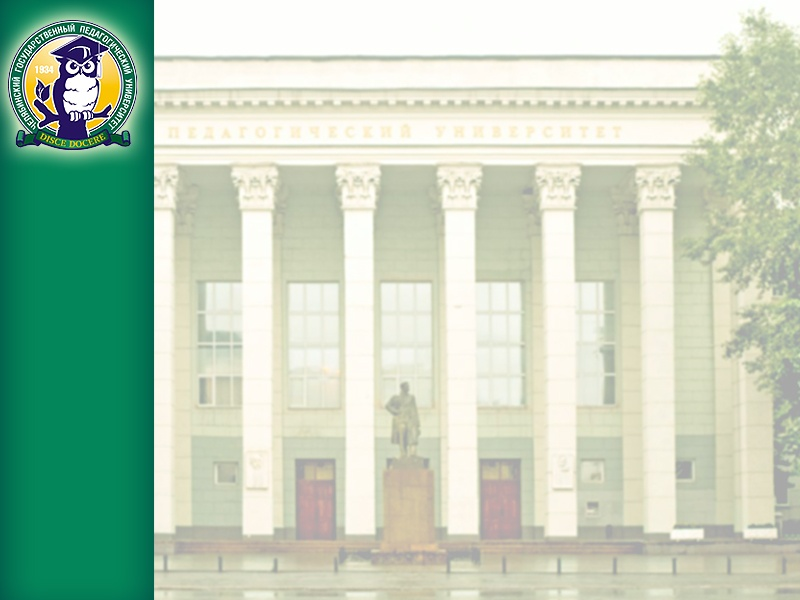 ЧЕЛЯБИНСКИЙ ГОСУДАРСТВЕННЫЙ ПЕДАГОГИЧЕСКИЙ УНИВЕРСИТЕТ
1934
DISCE DOCERE
ПЕДАГОГИЧЕСКИЙ УНИВЕРСИТЕТ